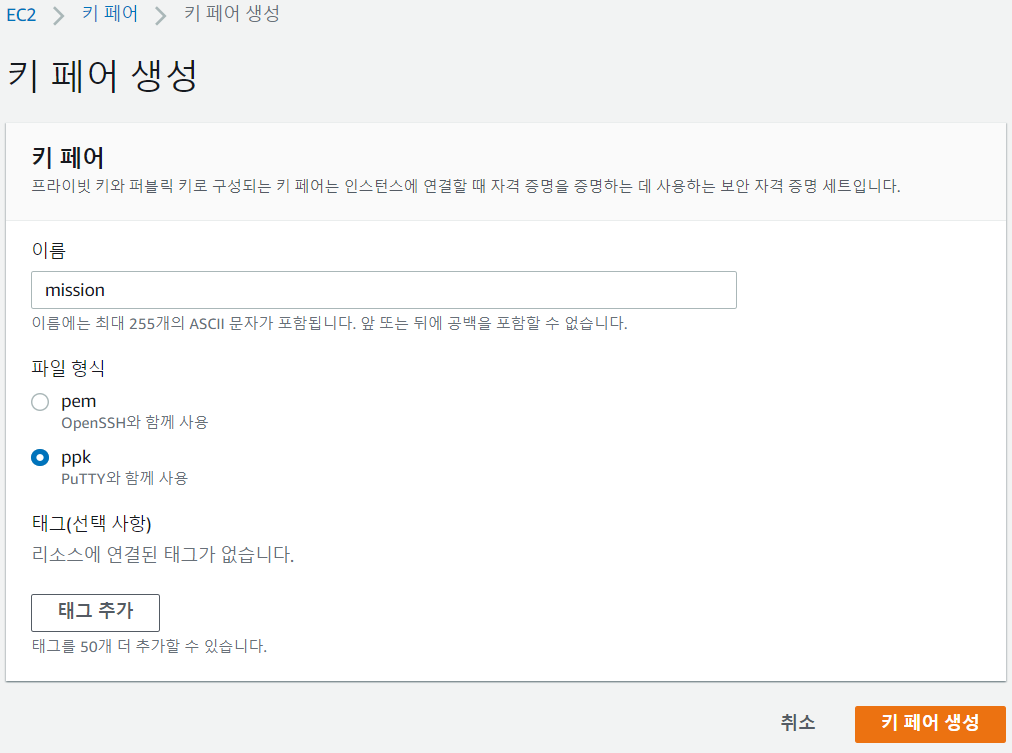 EC2 > 키 페어 > 키 페어 생성
키 페어 생성
키 페어
프라이빗 키와 퍼블릭 키로 구성되는 키 페어는 인스턴스에 연결할 때 자격 증명을 증명하는 데 사용하는 보안 자격 증명 세트입니다.
이름
mission
이름에는 최대 255개의 ASCII 문자가 포함됩니다. 앞 또는 뒤에 공백을 포함할 수 없습니다.
파일 형식
pem
OpenSSH와 함께 사용
ppk
PuTTY와 함께 사용
태그(선택 사항)
리소스에 연결된 태그가 없습니다.
태그 추가
태그를 50개 더 추가할 수 있습니다.
취소 키 페어 생성